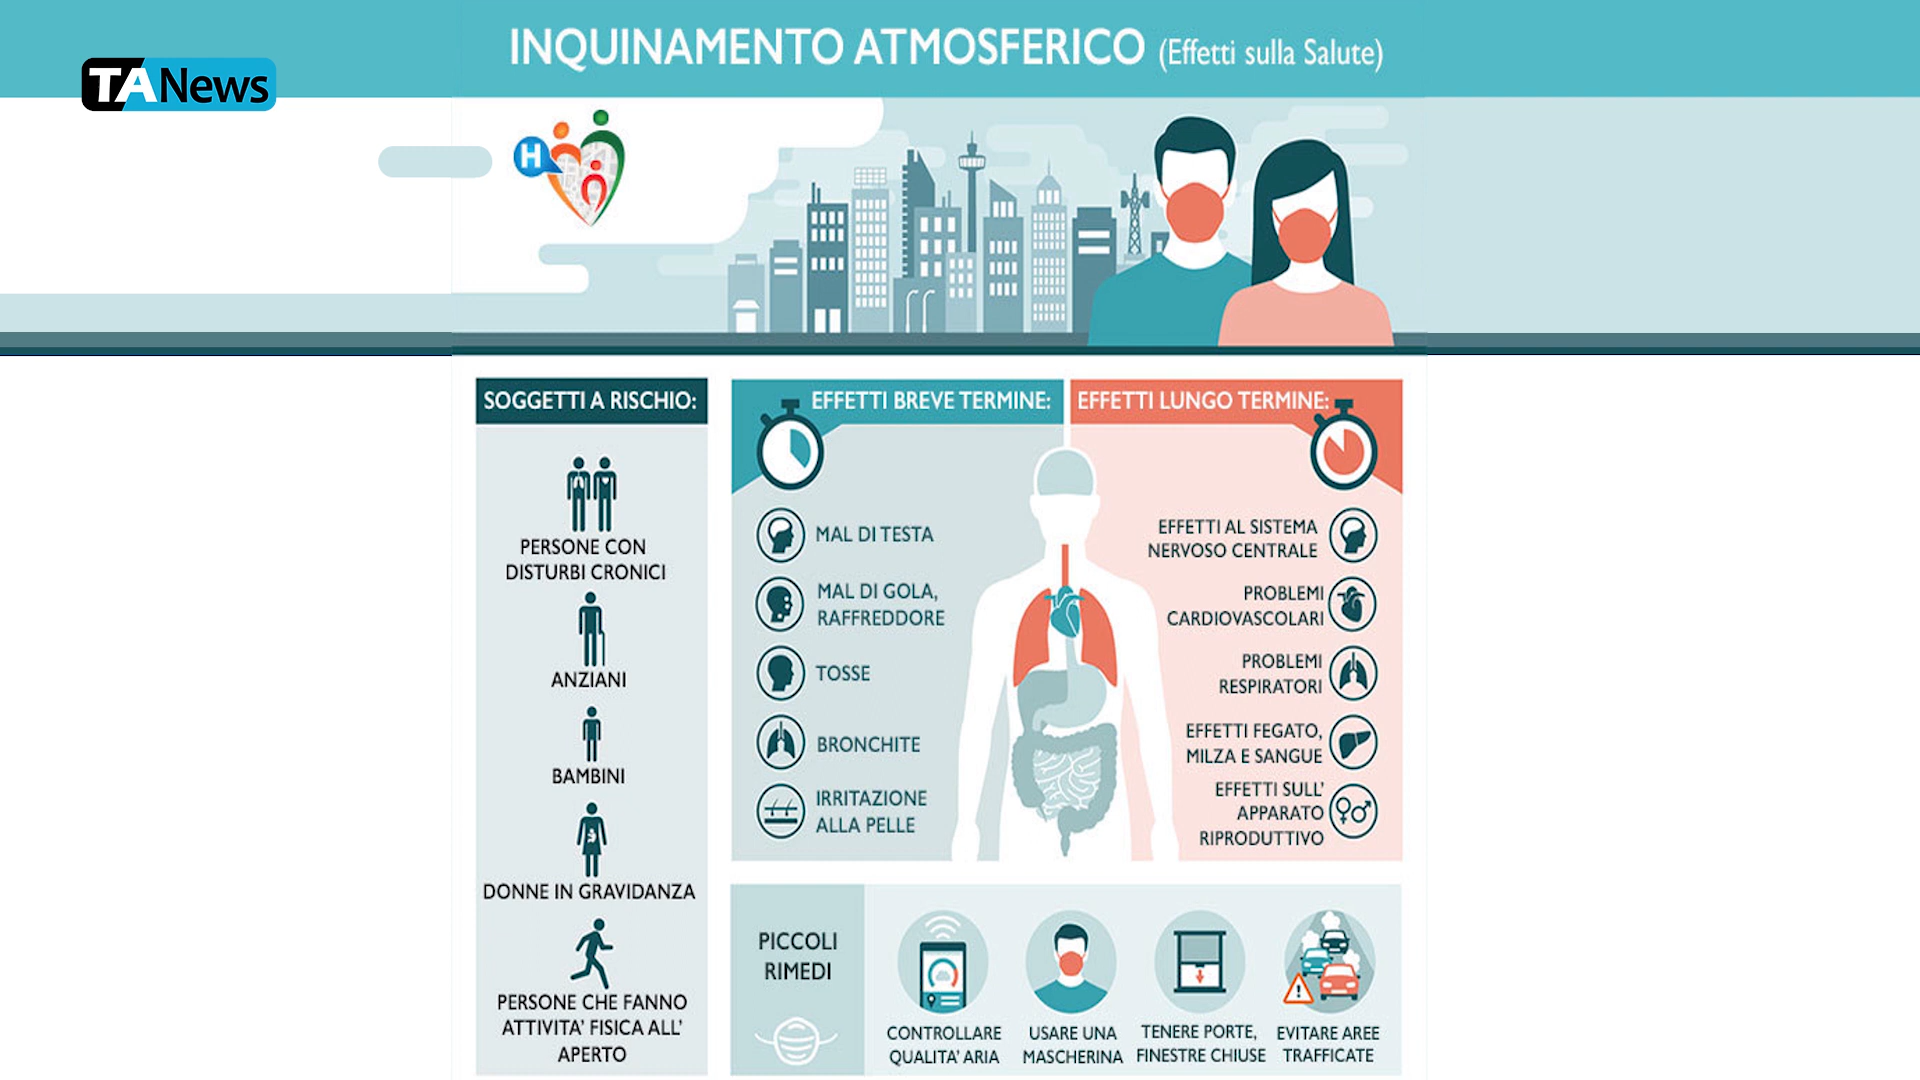 INQUINAMENTO ATMOSFERICO (Effetti sulla Salute)
TANews
H
SOGGETTI A RISCHIO:
PERSONE CON
DISTURBI CRONICI
ANZIANI
BAMBINI
DONNE IN GRAVIDANZA
PERSONE CHE FANNO
ATTIVITA' FISICA ALL'
APERTO
EFFETTI BREVE TERMINE:
MAL DI TESTA
MAL DI GOLA,
RAFFREDDORE
TOSSE
BRONCHITE
IRRITAZIONE
ALLA PELLE
EFFETTI LUNGO TERMINE:
EFFETTI AL SISTEMA
NERVOSO CENTRALE
PROBLEMI
CARDIOVASCOLARI
PROBLEMI
RESPIRATORI
EFFETTI FEGATO,
MILZA E SANGUE
EFFETTI SULL'
APPARATO
RIPRODUTTIVO
PICCOLI
RIMEDI
CONTROLLARE
QUALITA' ARIA
USARE UNA
MASCHERINA
TENERE PORTE,
FINESTRE CHIUSE
EVITARE AREE
TRAFFICATE